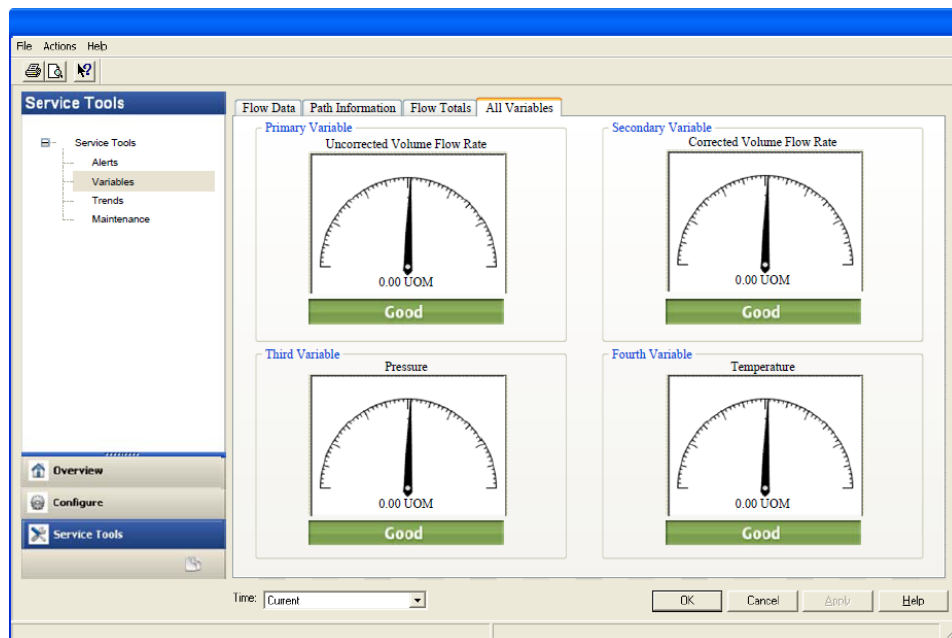 File Actions Help
Service Tools
Service Tools
Alerts
Variables
Trends
Maintenance
Overview
Configure
Service Tools
Flow Data Path Information Flow Totals All Variables
Primary Variable
Uncorrected Volume Flow Rate
0.00 UOM
Good
Secondary Variable
Corrected Volume Flow Rate
0.00 UOM
Good
Third Variable
Pressure
0.00 UOM
Good
Fourth Variable
Temperature
0.00 UOM
Good
Time: Current
OK Cancel Apply Help